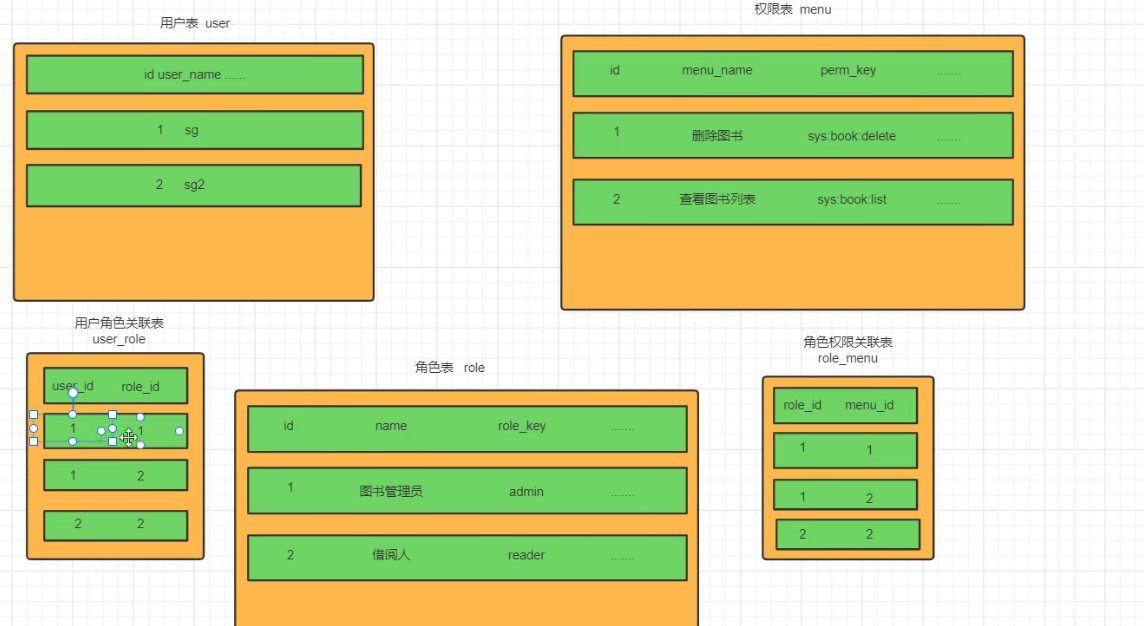 用户表 user
id user_name ......
1 sg
2 sg2
权限表 menu
id menu_name perm_key .......
1 删除图书 sys:book:delete .......
2 查看图书列表 sys:book:list .......
用户角色关联表
user_role
user_id role_id
1 1
1 2
2 2
角色表 role
id name role_key .......
1 图书管理员 admin .......
2 借阅人 reader .......
角色权限关联表
role_menu
role_id menu_id
1 1
1 2
2 2